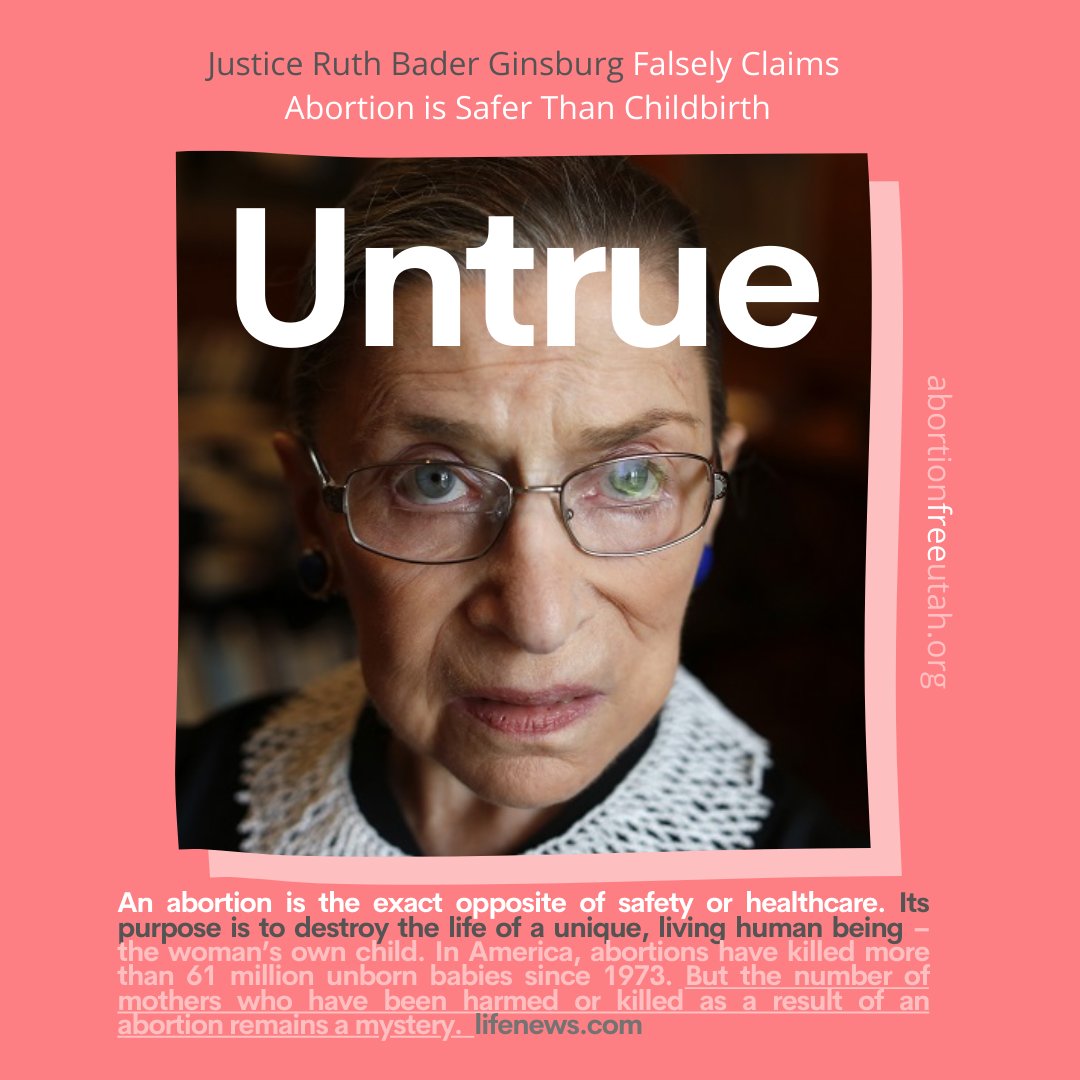 Justice Ruth Bader Ginsburg Falsely Claims
Abortion is Safer Than Childbirth
Untrue
abortionfreeutah.org
An abortion is the exact opposite of safety or healthcare. Its
purpose is to destroy the life of a unique, living human being –
the woman's own child. In America, abortions have killed more
than 61 million unborn babies since 1973. But the number of
mothers who have been harmed or killed as a result of an
abortion remains a mystery. lifenews.com